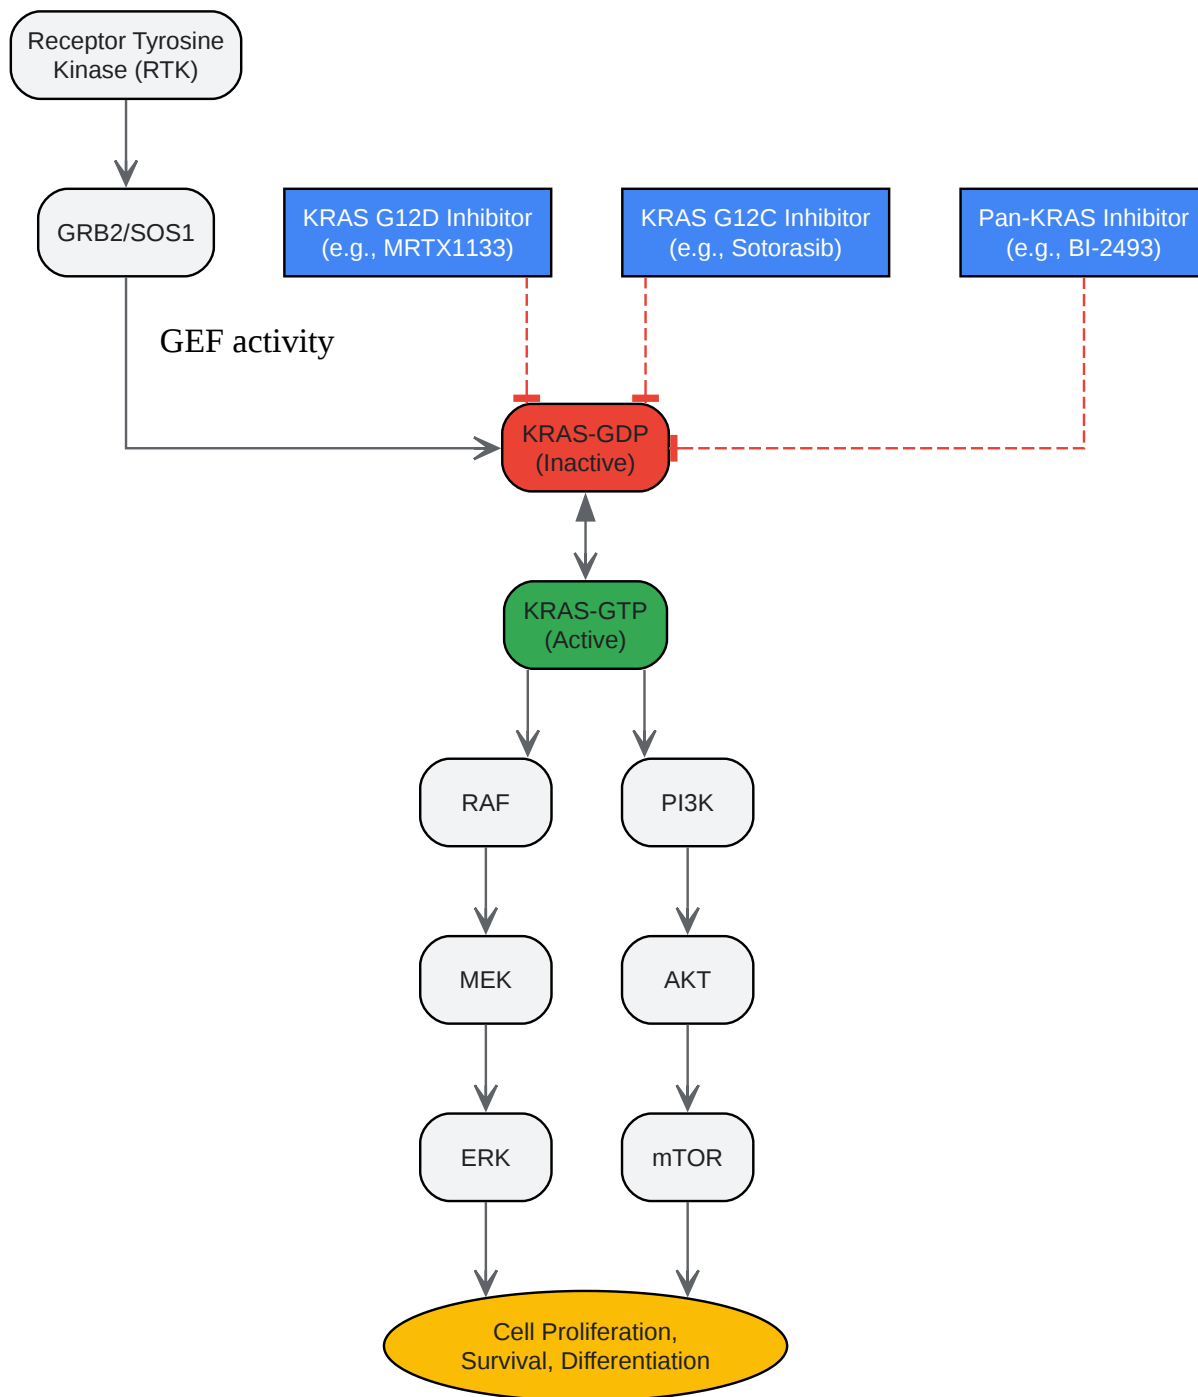 Receptor Tyrosine
Kinase (RTK)
GRB2/SOS1
KRAS G12D Inhibitor
(e.g., MRTX1133)
KRAS G12C Inhibitor
(e.g., Sotorasib)
Pan-KRAS Inhibitor
(e.g., BI-2493)
GEF activity
KRAS-GDP
(Inactive)
KRAS-GTP
(Active)
RAF
PI3K
MEK
AKT
ERK
mTOR
Cell Proliferation,
Survival, Differentiation